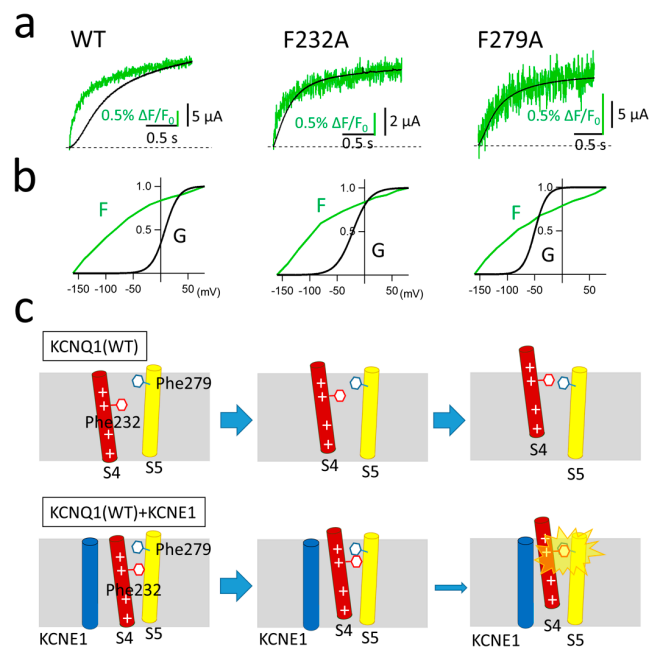 a
WT
F232A
F279A
0.5% ΔF/F₀
5 μA
0.5 s
0.5% ΔF/F₀
2 μA
0.5 s
0.5% ΔF/F₀
5 μA
0.5 s
b
1.0
F
0.5
G
-150 -100 -50 50 (mV)
1.0
F
0.5
G
-150 -100 -50 50
1.0
F
0.5
G
-150 -100 -50 50
c
KCNQ1(WT)
Phe279
Phe232
S4
S5
S4
S5
S4
S5
KCNQ1(WT)+KCNE1
Phe279
Phe232
KCNE1
S4
S5
KCNE1
S4
S5
KCNE1
S4
S5